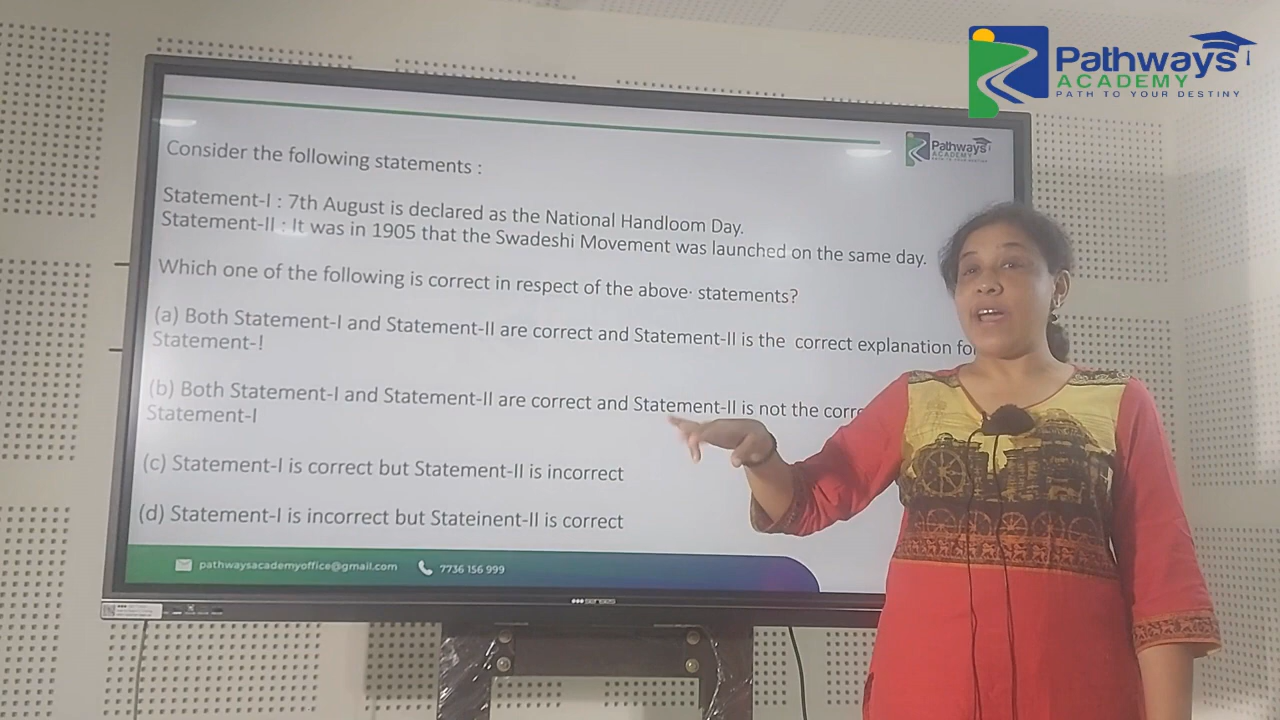 Pathways
ACADEMY
PATH TO YOUR DESTINY
Pathways
ACADEMY
Consider the following statements :
Statement-I : 7th August is declared as the National Handloom Day.
Statement-II : It was in 1905 that the Swadeshi Movement was launched on the same day.
Which one of the following is correct in respect of the above· statements?
(a) Both Statement-I and Statement-II are correct and Statement-II is the correct explanation fo
Statement-!
(b) Both Statement-I and Statement-II are correct and Statement-II is not the corre
Statement-I
(c) Statement-I is correct but Statement-II is incorrect
(d) Statement-I is incorrect but Stateinent-II is correct
pathwaysacademyoffice@gmail.com 7736 156 999